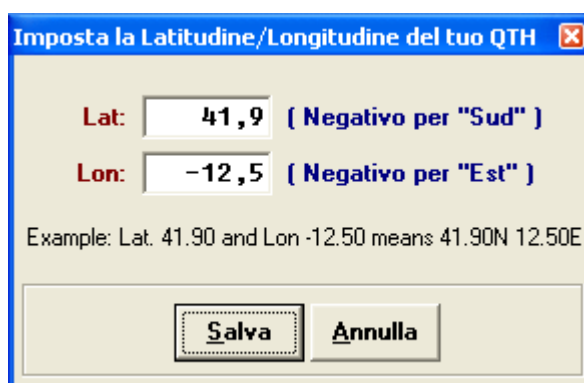 Imposta la Latitudine/Longitudine del tuo QTH
Lat: 41,9 ( Negativo per "Sud" )
Lon: -12,5 ( Negativo per "Est" )
Example: Lat. 41.90 and Lon -12.50 means 41.90N 12.50E
Salva Annulla